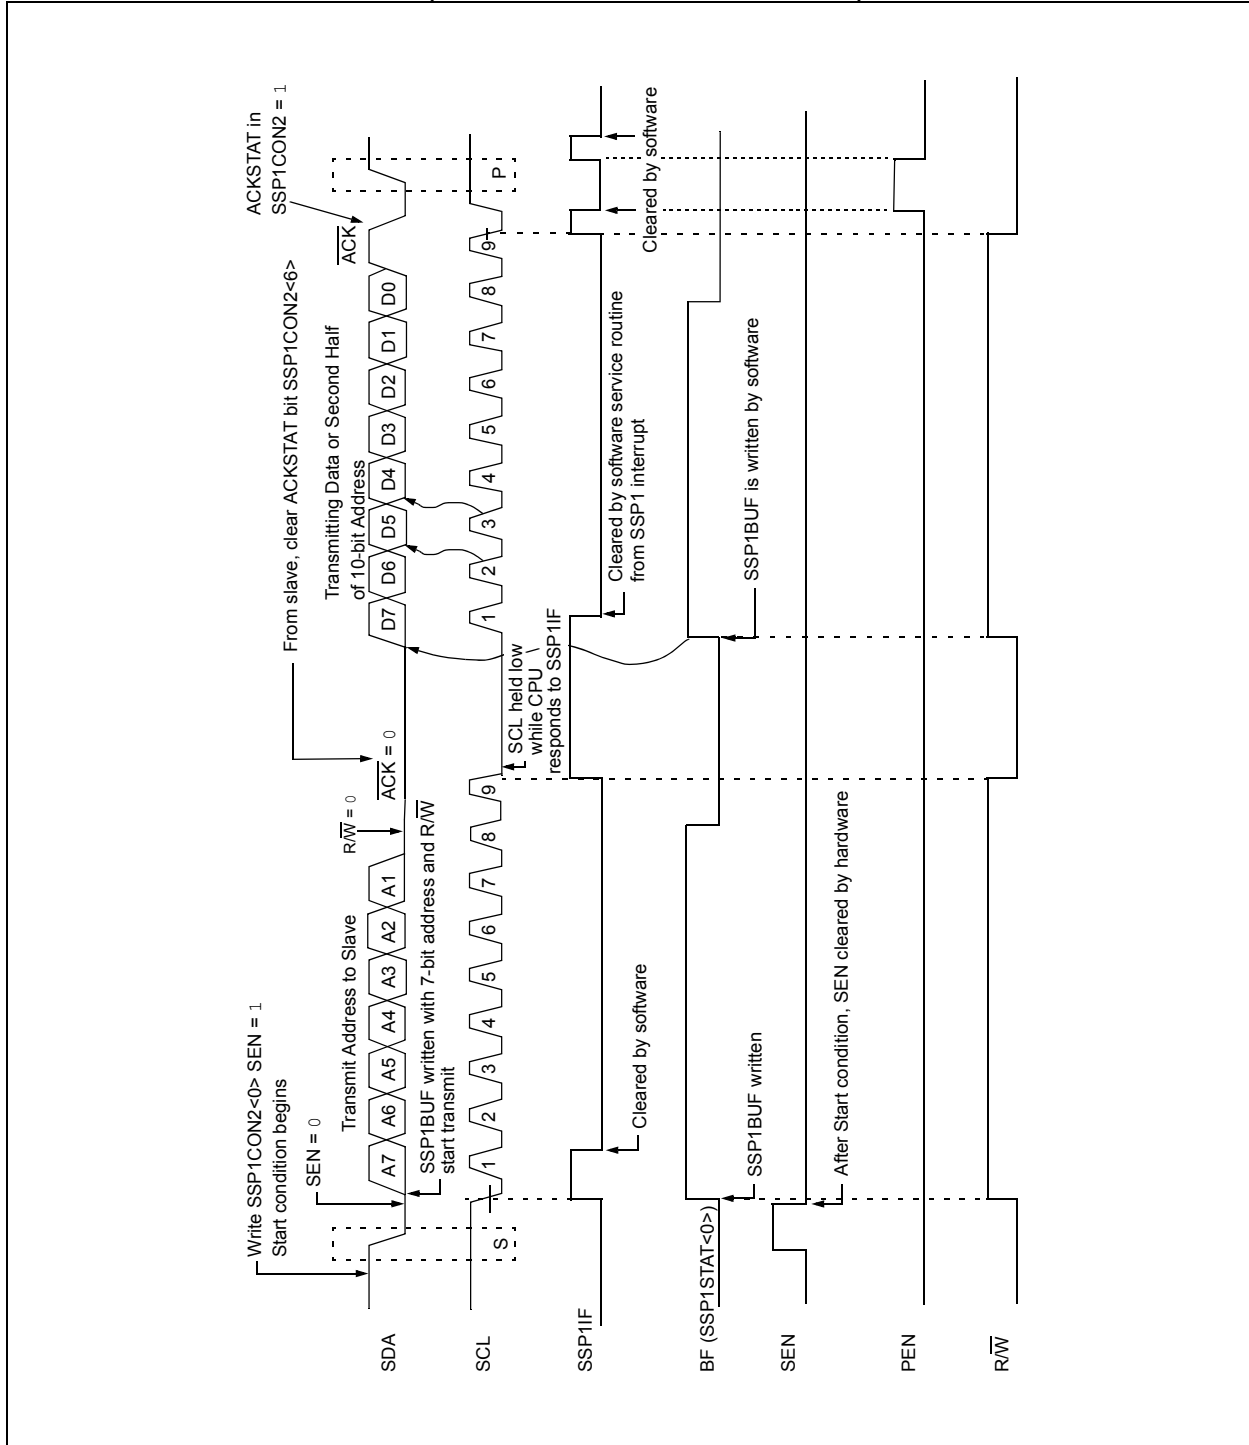 Write SSP1CON2<0> SEN = 1
Start condition begins
SEN = 0
Transmit Address to Slave
R/W = 0
From slave, clear ACKSTAT bit SSP1CON2<6>
ACK = 0
Transmitting Data or Second Half
of 10-bit Address
ACKSTAT in
SSP1CON2 = 1
ACK
SDA
A7 A6 A5 A4 A3 A2 A1
D7 D6 D5 D4 D3 D2 D1 D0
SSP1BUF written with 7-bit address and R/W
start transmit
SCL
S
1 2 3 4 5 6 7 8 9
1 2 3 4 5 6 7 8 9
P
SCL held low
while CPU
responds to SSP1IF
SSP1IF
Cleared by software
Cleared by software service routine
from SSP1 interrupt
Cleared by software
BF (SSP1STAT<0>)
SSP1BUF written
SSP1BUF is written by software
SEN
After Start condition, SEN cleared by hardware
PEN
R/W